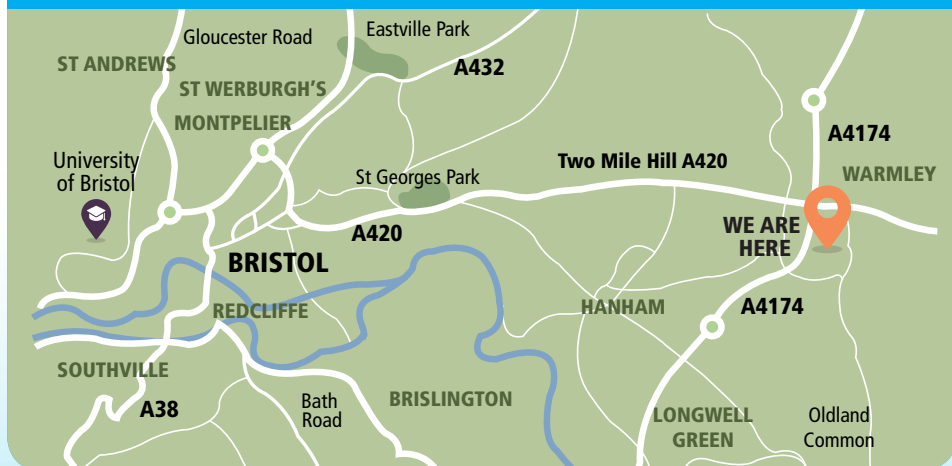 Gloucester Road
Eastville Park
ST ANDREWS
A432
ST WERBURGH'S
MONTPELIER
A4174
University
of Bristol
Two Mile Hill A420
WARMLEY
St Georges Park
A420
WE ARE
HERE
BRISTOL
REDCLIFFE
HANHAM
A4174
SOUTHVILLE
A38
Bath
Road
BRISLINGTON
LONGWELL
GREEN
Oldland
Common